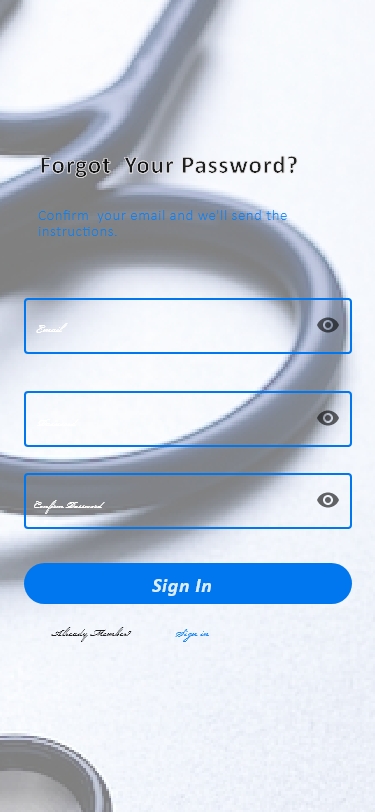 Forgot Your Password?
Confirm your email and we'll send the
instructions.
Email
Confirm Password
Sign In
Already Member? Sign in